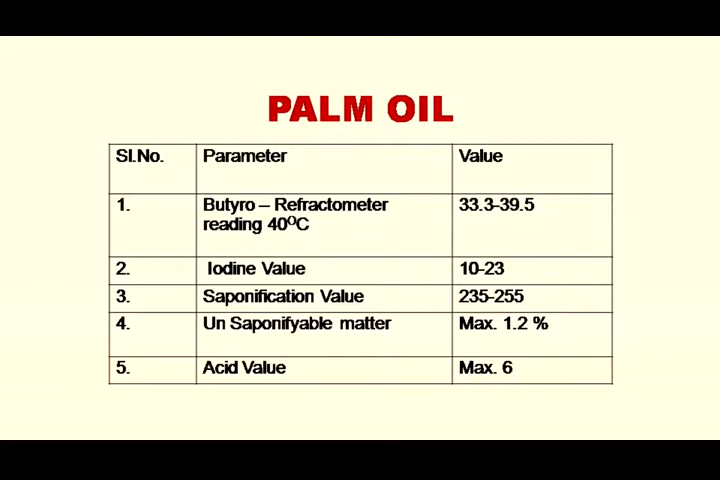 PALM OIL
Sl.No. Parameter Value
1. Butyro – Refractometer 33.3-39.5
reading 40⁰C
2. Iodine Value 10-23
3. Saponification Value 235-255
4. Un Saponifyable matter Max. 1.2 %
5. Acid Value Max. 6